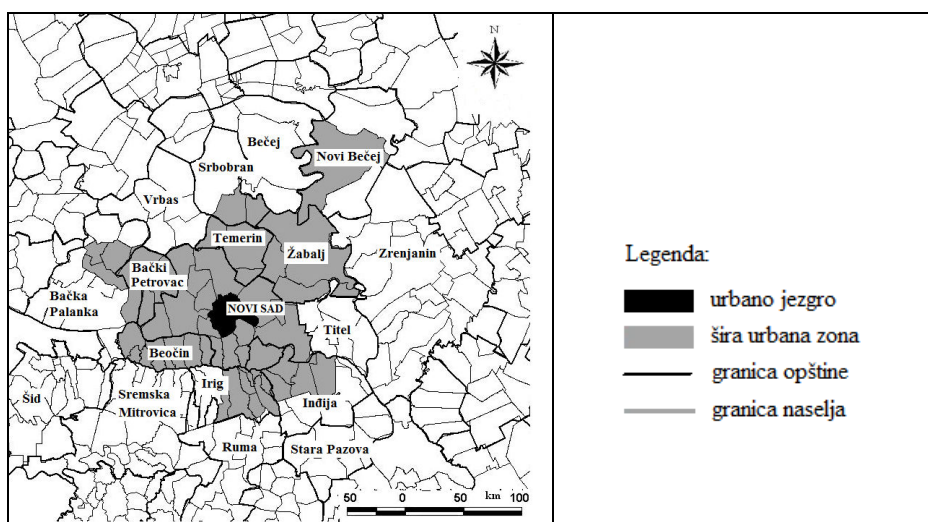 N
Bečej
Novi Bečej
Srbobran
Vrbas
Temerin
Žabalj
Zrenjanin
Bački
Petrovac
Bačka
Palanka
NOVI SAD
Titel
Beočin
Irig
Šid
Sremska
Mitrovica
Inđija
Ruma
Stara Pazova
50 0 km 100
Legenda:
urbano jezgro
šira urbana zona
granica opštine
granica naselja